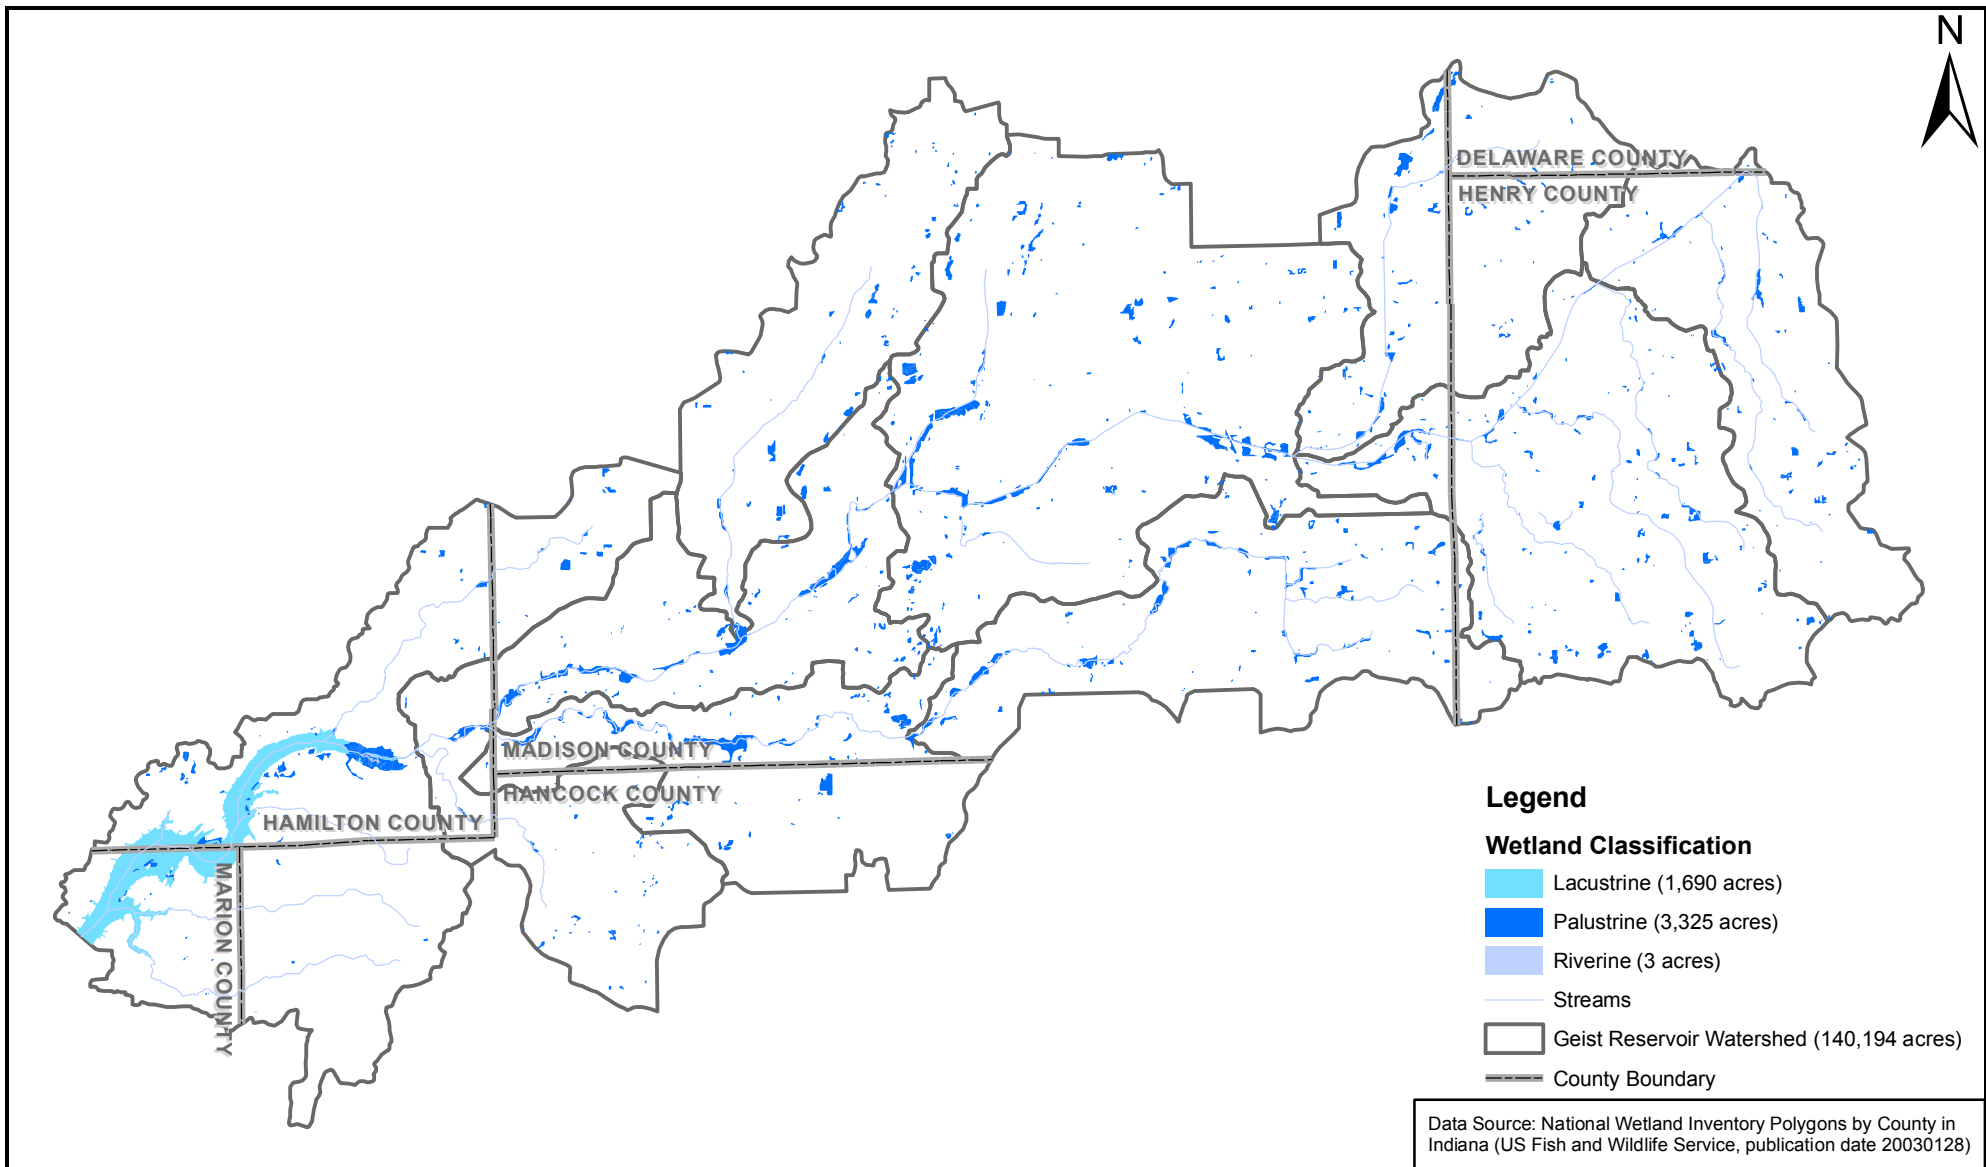 N
DELAWARE COUNTY
HENRY COUNTY
MADISON COUNTY
HANCOCK COUNTY
HAMILTON COUNTY
MARION COUNTY
Legend
Wetland Classification
Lacustrine (1,690 acres)
Palustrine (3,325 acres)
Riverine (3 acres)
Streams
Geist Reservoir Watershed (140,194 acres)
County Boundary
Data Source: National Wetland Inventory Polygons by County in
Indiana (US Fish and Wildlife Service, publication date 20030128)